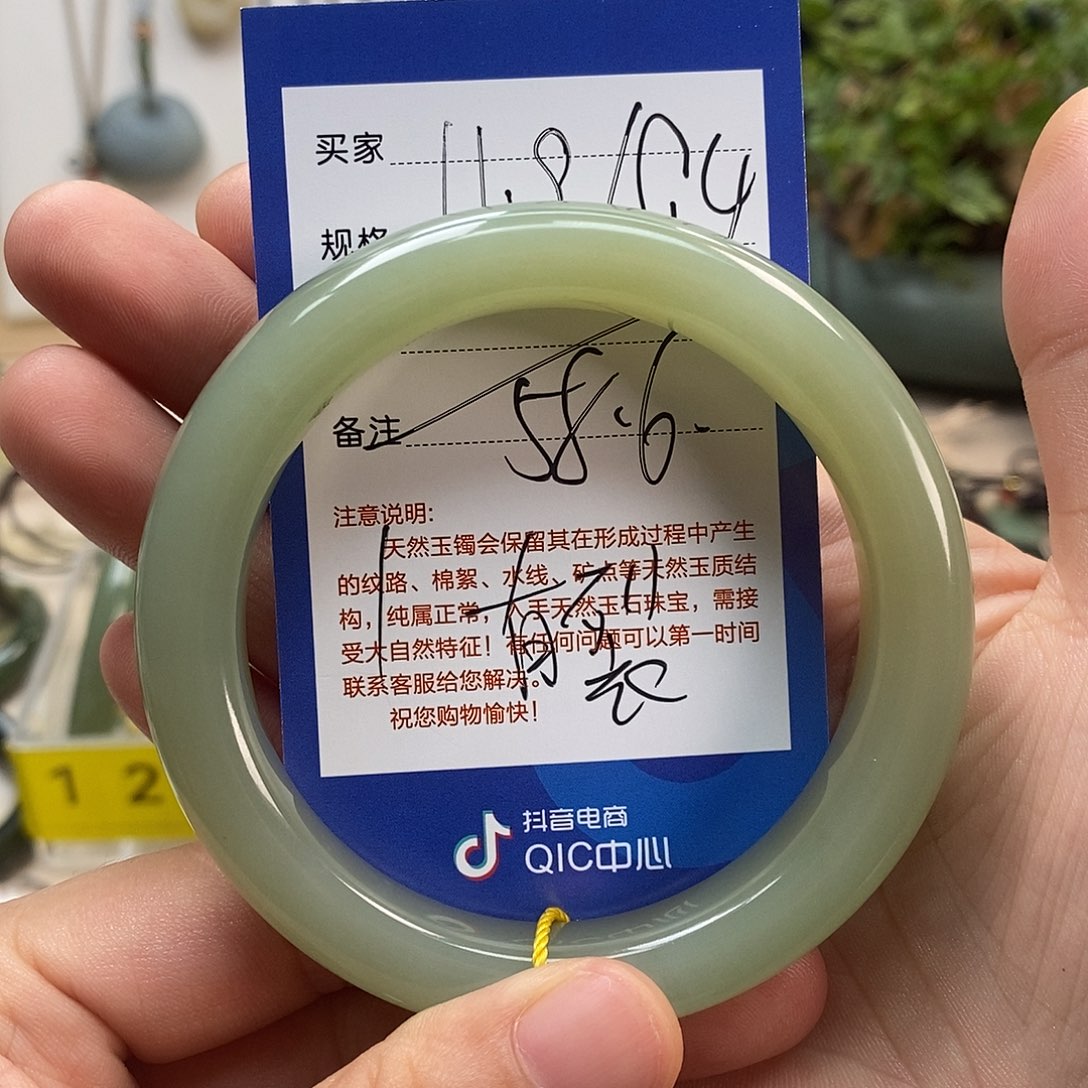 买家 11.8/
规格
58.6.
备注
注意说明:
天然玉镯会保留其在形成过程中产生
的纹路、棉絮、水线、矿点等天然玉质结
构，纯属正常，入手天然玉石珠宝，需接
受大自然特征！有任何问题可以第一时间
联系客服给您解决。
祝您购物愉快！
有裂
抖音电商
QIC中心
12